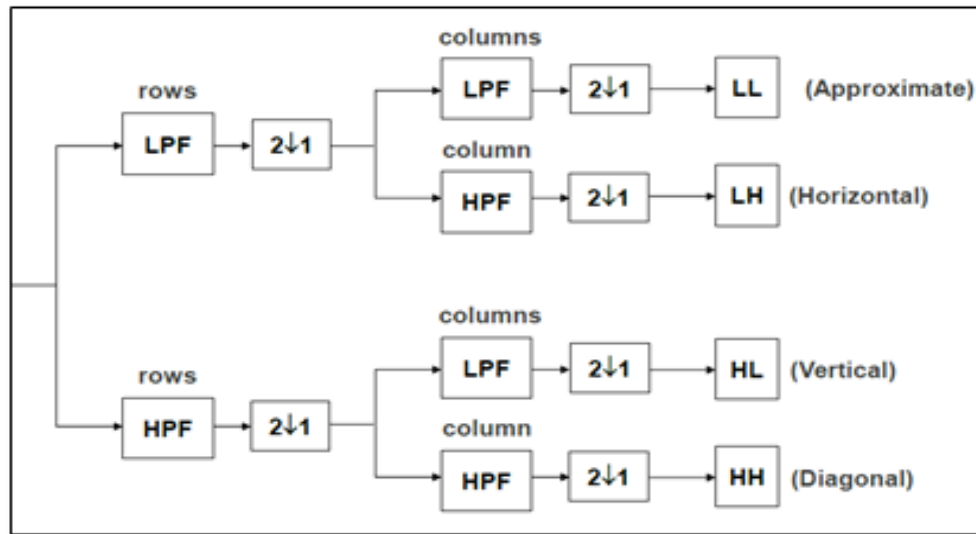 columns
rows
LPF 2↓1 LL (Approximate)
LPF 2↓1
column
HPF 2↓1 LH (Horizontal)
columns
rows
LPF 2↓1 HL (Vertical)
HPF 2↓1
column
HPF 2↓1 HH (Diagonal)